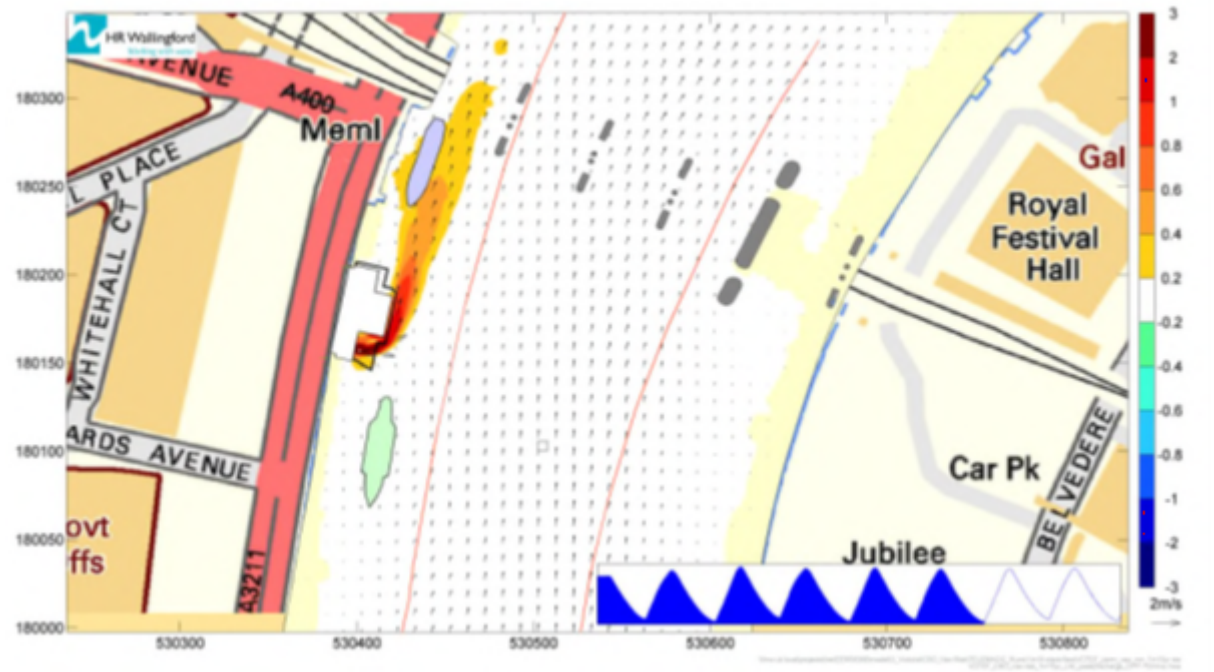 HR Wallingford
Working with water
AVENUE
A400
Meml
L PLACE
WHITEHALL CT
ARDS AVENUE
ovt
ffs
A3211
Gal
Royal
Festival
Hall
Car Pk
BELVEDERE
Jubilee
180300
180250
180200
180150
180100
180050
180000
530300
530400
530500
530600
530700
530800
3
2
1
0.8
0.6
0.4
0.2
-0.2
-0.4
-0.6
-0.8
-1
-2
-3
2m/s